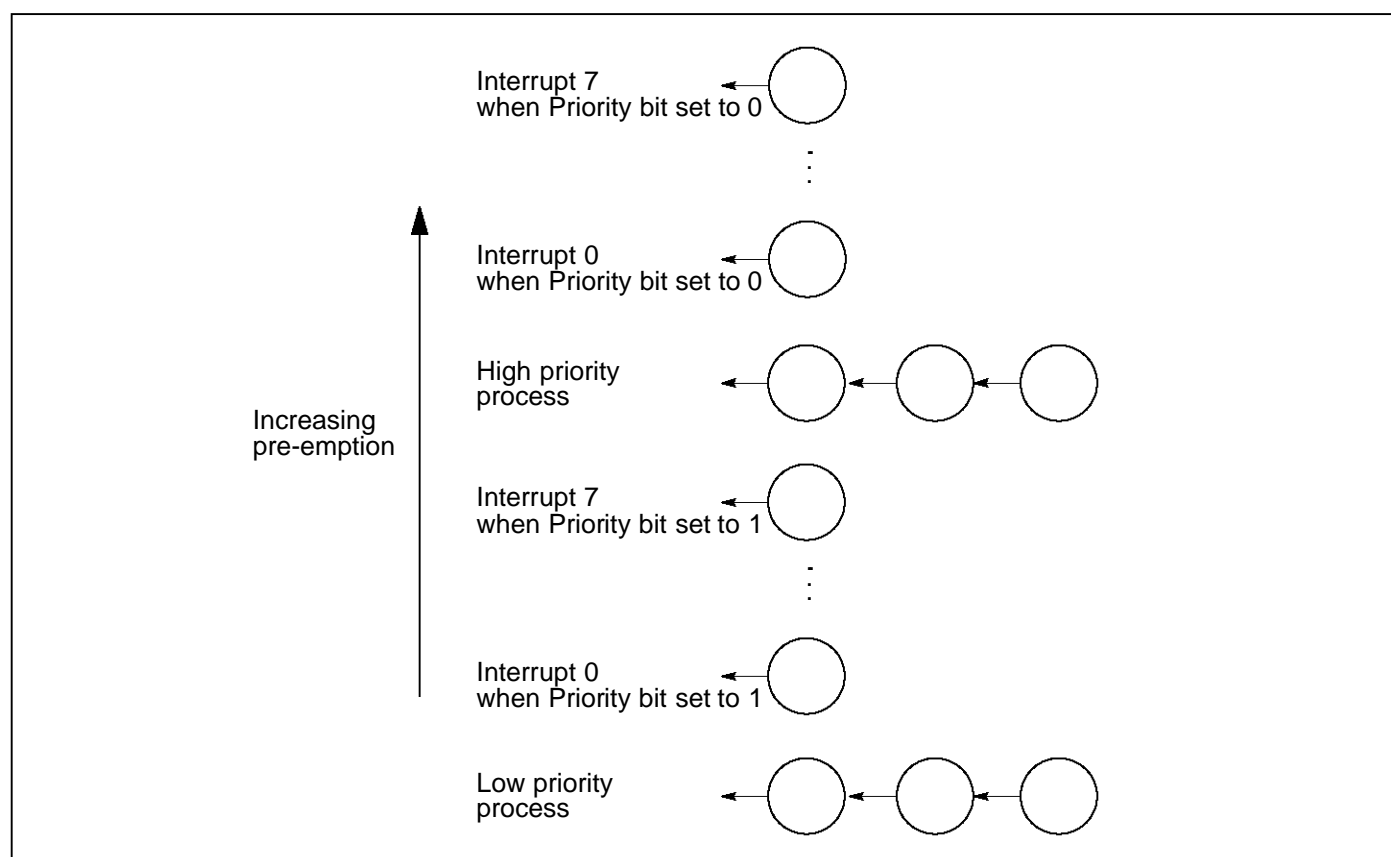 Interrupt 7
when Priority bit set to 0
Interrupt 0
when Priority bit set to 0
High priority
process
Increasing
pre-emption
Interrupt 7
when Priority bit set to 1
Interrupt 0
when Priority bit set to 1
Low priority
process